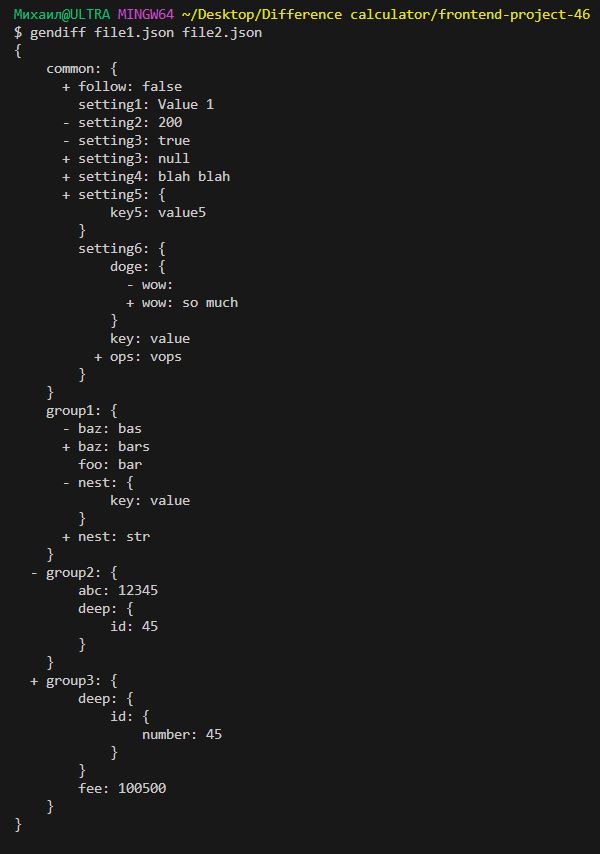 Михаил@ULTRA MINGW64 ~/Desktop/Difference calculator/frontend-project-46
$ gendiff file1.json file2.json
{
    common: {
      + follow: false
        setting1: Value 1
      - setting2: 200
      - setting3: true
      + setting3: null
      + setting4: blah blah
      + setting5: {
            key5: value5
        }
        setting6: {
            doge: {
              - wow:
              + wow: so much
            }
            key: value
          + ops: vops
        }
    }
    group1: {
      - baz: bas
      + baz: bars
        foo: bar
      - nest: {
            key: value
        }
      + nest: str
    }
  - group2: {
        abc: 12345
        deep: {
            id: 45
        }
    }
  + group3: {
        deep: {
            id: {
                number: 45
            }
        }
        fee: 100500
    }
}